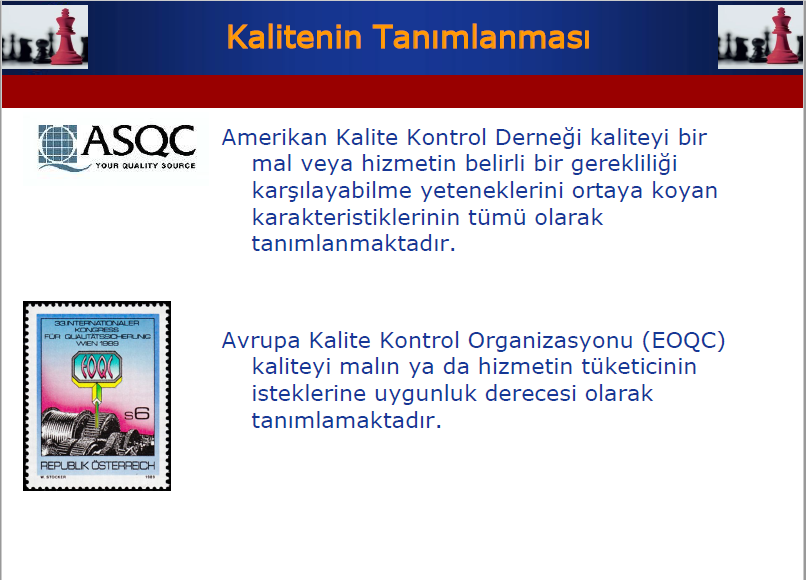 Kalitenin Tanımlanması
ASQC
YOUR QUALITY SOURCE
Amerikan Kalite Kontrol Derneği kaliteyi bir
mal veya hizmetin belirli bir gerekliliği
karşılayabilme yeteneklerini ortaya koyan
karakteristiklerinin tümü olarak
tanımlanmaktadır.
33.INTERNATIONALER
KONGRESS
FÜR QUALITÄTSSICHERUNG
WIEN 1989
EOQC
s6
REPUBLIK ÖSTERREICH
W. STOCKER 1989
Avrupa Kalite Kontrol Organizasyonu (EOQC)
kaliteyi malın ya da hizmetin tüketicinin
isteklerine uygunluk derecesi olarak
tanımlamaktadır.